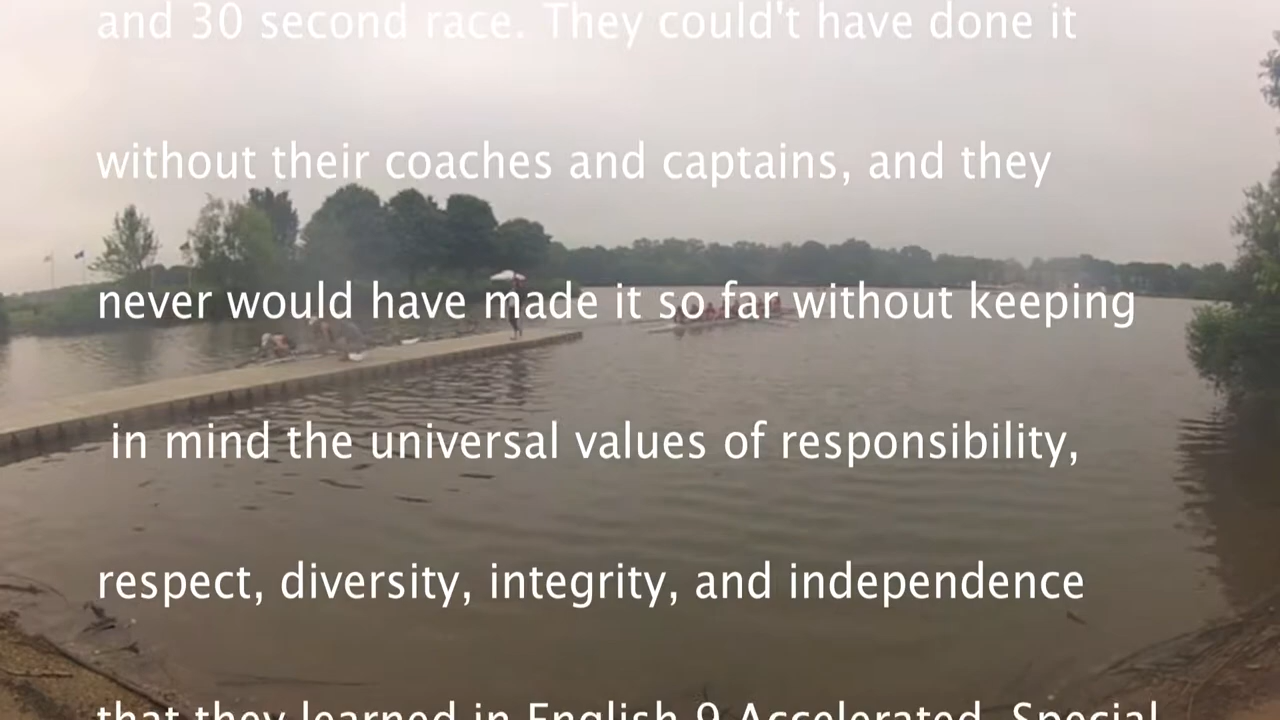 and 30 second race. They could't have done it
without their coaches and captains, and they
never would have made it so far without keeping
in mind the universal values of responsibility,
respect, diversity, integrity, and independence
that they learned in English 9 Accelerated. Special